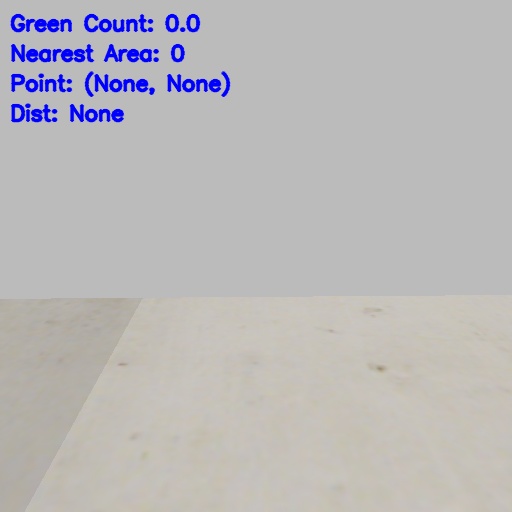 Green Count: 0.0
Nearest Area: 0
Point: (None, None)
Dist: None